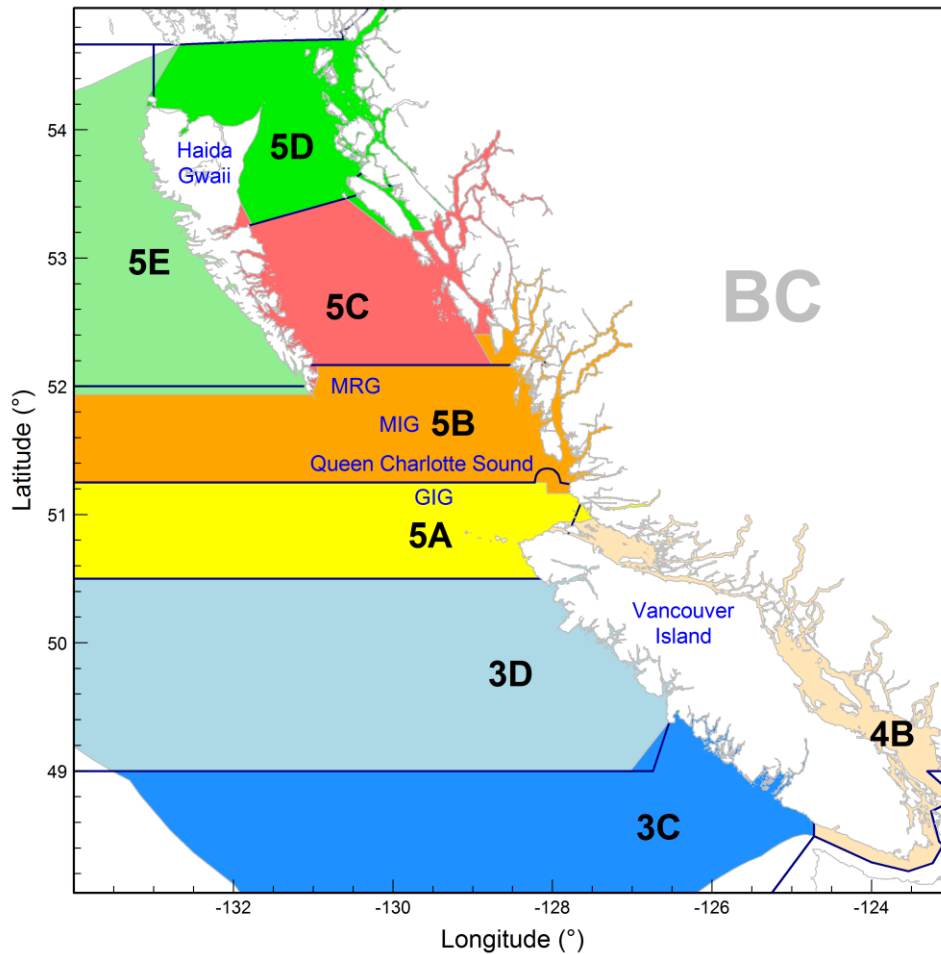 54
53
52
51
50
49
Latitude (°)
-132
-130
-128
-126
-124
Longitude (°)
Haida
Gwaii
5D
5E
5C
BC
MRG
MIG
5B
Queen Charlotte Sound
GIG
5A
Vancouver
Island
3D
4B
3C